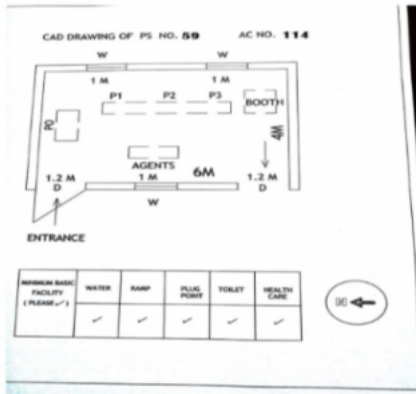 CAD DRAWING OF PS NO. 59 AC NO. 114
W W
1 M 1 M
P1 P2 P3 BOOTH
PO
4M
AGENTS
1.2 M 1 M 6M 1.2 M
D D
W
ENTRANCE
MINIMUM BASIC FACILITY (PLEASE ✓) WATER RAMP PLUG POINT TOILET HEALTH CARE
✓ ✓ ✓ ✓ ✓
N